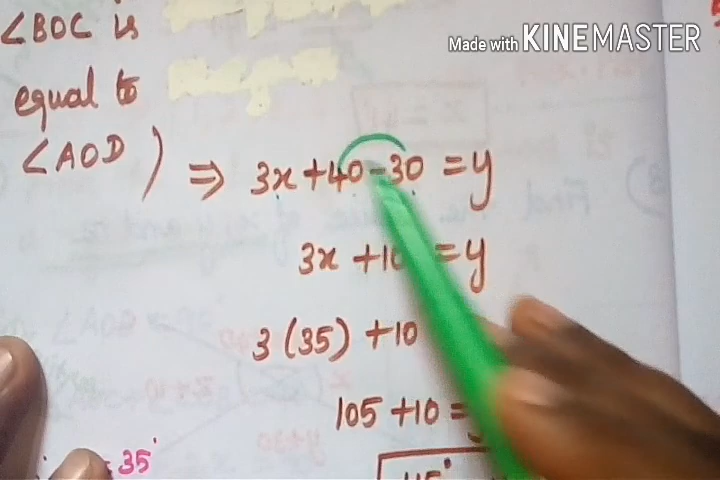 ∠BOC is
Made with KINEMASTER
equal to
∠AOD)
⇒ 3x+40-30 = y
3x +10 = y
3 (35) +10
105 +10 =
35°